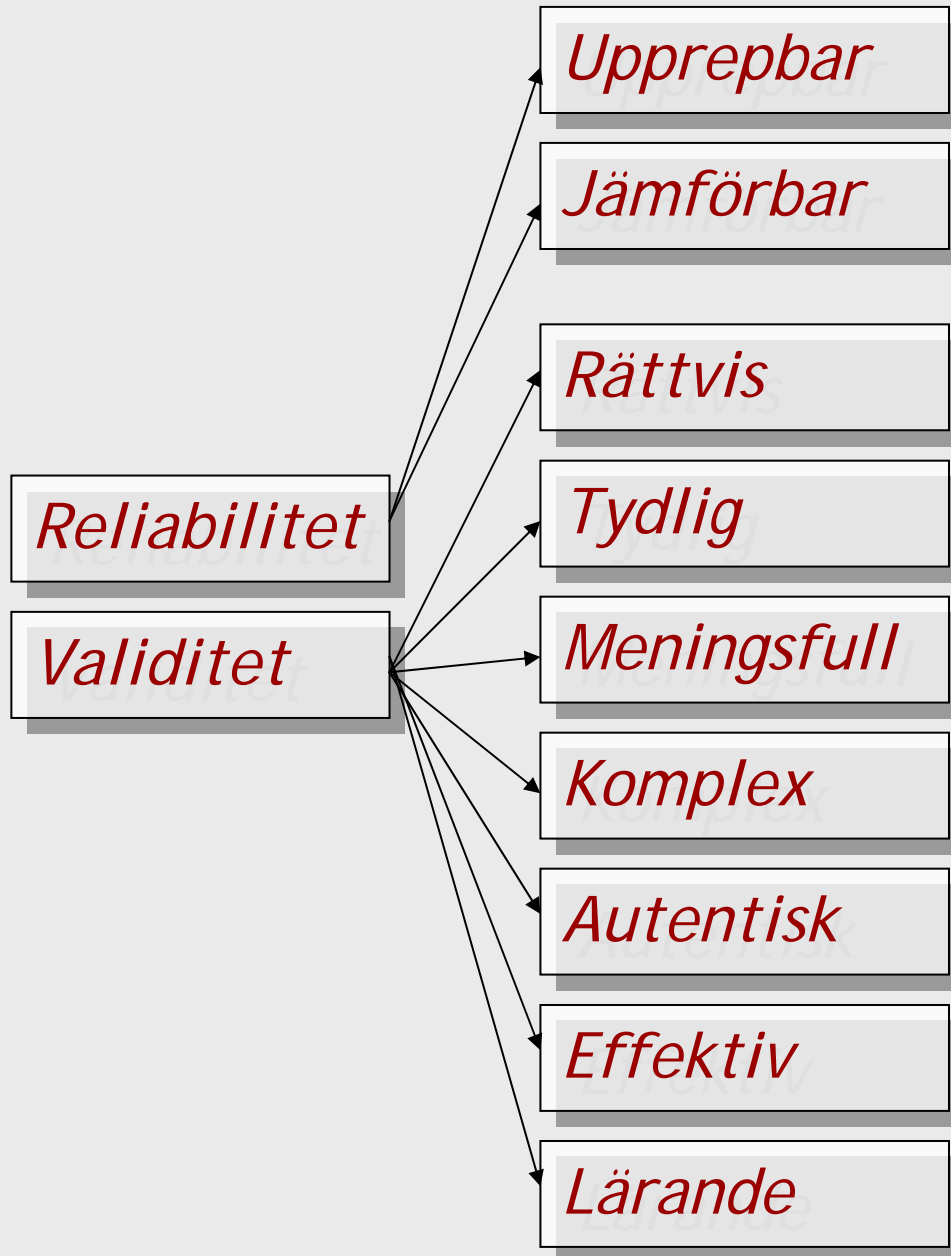 Reliabilitet
Validitet
Upprepbar
Jämförbar
Rättvis
Tydlig
Meningsfull
Komplex
Autentisk
Effektiv
Lärande